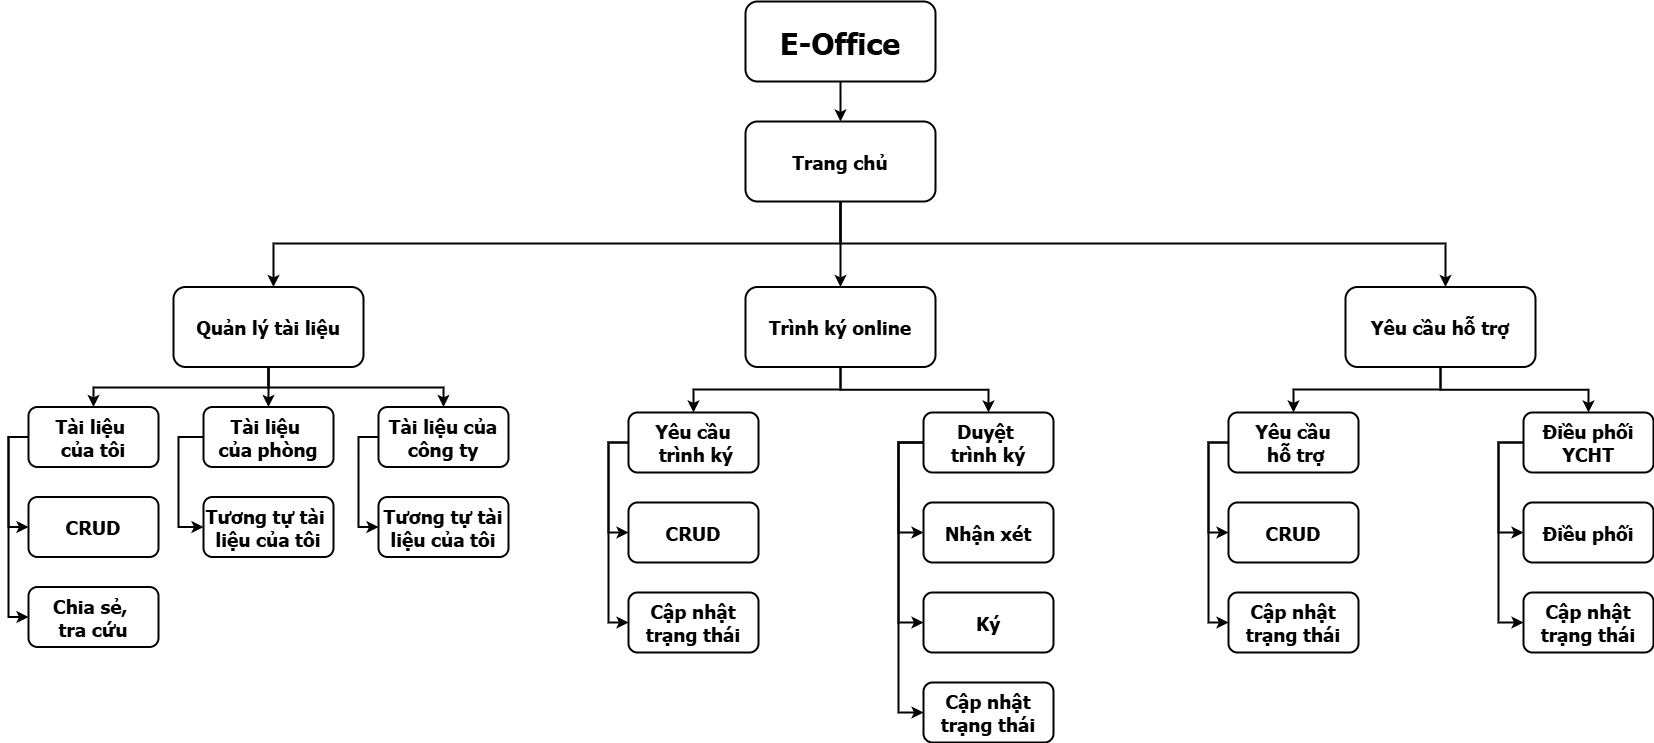 E-Office
Trang chủ
Quản lý tài liệu
Trình ký online
Yêu cầu hỗ trợ
Tài liệu
của tôi
Tài liệu
của phòng
Tài liệu của
công ty
Yêu cầu
trình ký
Duyệt
trình ký
Yêu cầu
hỗ trợ
Điều phối
YCHT
CRUD
Tương tự tài
liệu của tôi
Tương tự tài
liệu của tôi
CRUD
Nhận xét
CRUD
Điều phối
Chia sẻ,
tra cứu
Cập nhật
trạng thái
Ký
Cập nhật
trạng thái
Cập nhật
trạng thái
Cập nhật
trạng thái